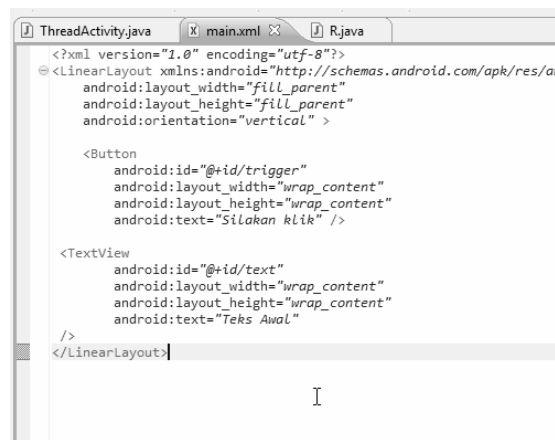 ThreadActivity.java main.xml R.java
<?xml version="1.0" encoding="utf-8"?>
<LinearLayout xmlns:android="http://schemas.android.com/apk/res/a
android:layout_width="fill_parent"
android:layout_height="fill_parent"
android:orientation="vertical" >
<Button
android:id="@+id/trigger"
android:layout_width="wrap_content"
android:layout_height="wrap_content"
android:text="Silakan klik" />
<TextView
android:id="@+id/text"
android:layout_width="wrap_content"
android:layout_height="wrap_content"
android:text="Teks Awal"
/>
</LinearLayout>